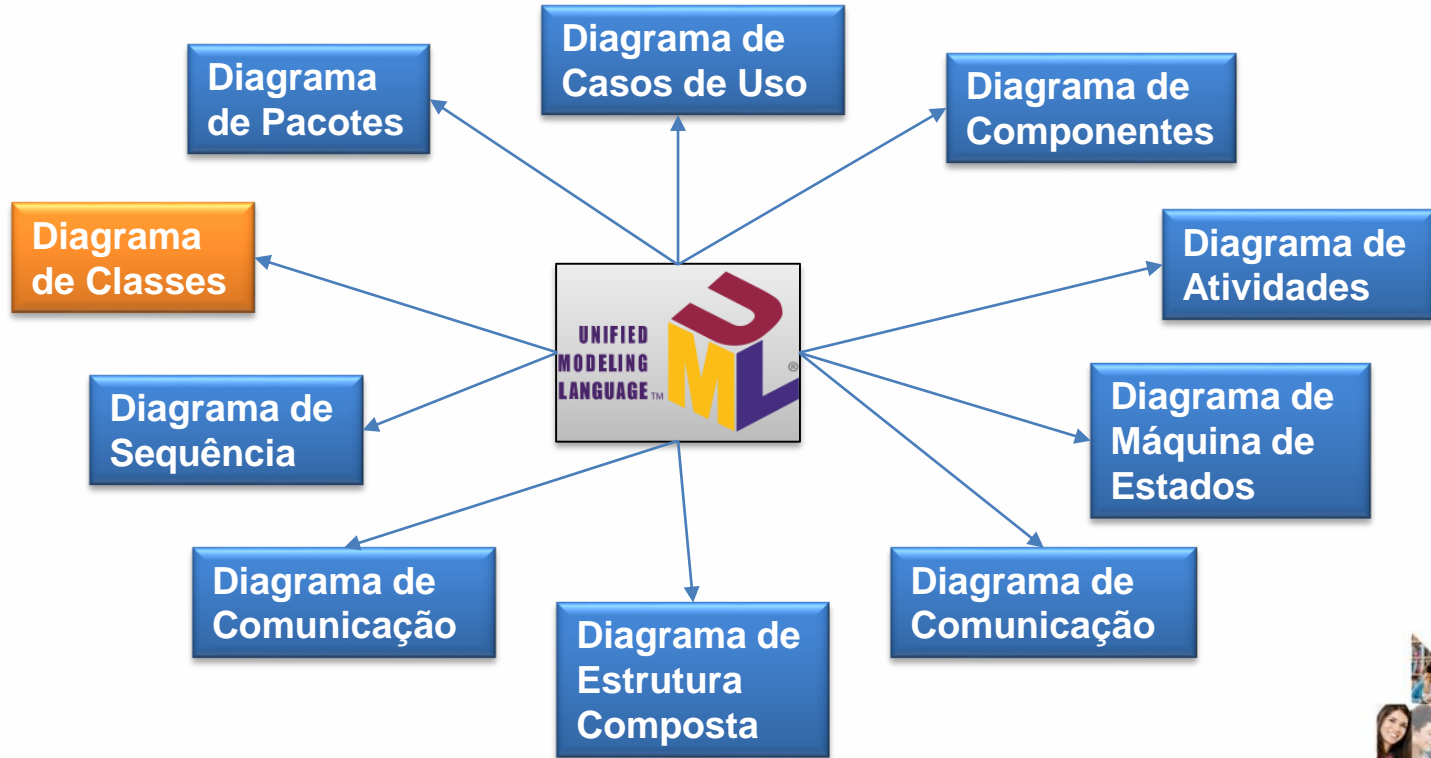 Diagrama de
Casos de Uso
Diagrama
de Pacotes
Diagrama de
Componentes
Diagrama
de Classes
Diagrama de
Atividades
UNIFIED
MODELING
LANGUAGE™
UML®
Diagrama de
Sequência
Diagrama de
Máquina de
Estados
Diagrama de
Comunicação
Diagrama de
Estrutura
Composta
Diagrama de
Comunicação